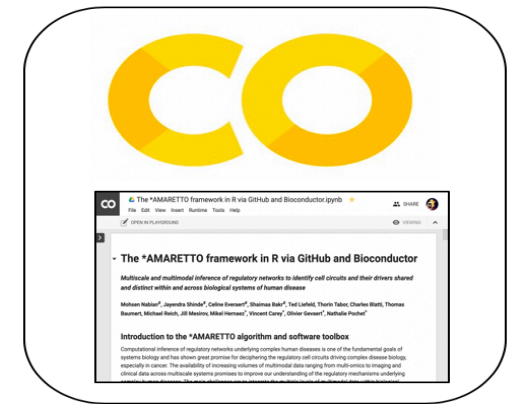 CO
CO
The *AMARETTO framework in R via GitHub and Bioconductor.ipynb
SHARE
File Edit View Insert Runtime Tools Help
OPEN IN PLAYGROUND
VIEWING
The *AMARETTO framework in R via GitHub and Bioconductor
Multiscale and multimodal inference of regulatory networks to identify cell circuits and their drivers shared
and distinct within and across biological systems of human disease
Mohsen Nabian#, Jayendra Shinde#, Celine Everaert#, Shaimaa Bakr#, Ted Liefeld, Thorin Tabor, Charles Blatti, Thomas
Baumert, Michael Reich, Jill Mesirov, Mikel Hernaez*, Vincent Carey*, Olivier Gevaert*, Nathalie Pochet*
Introduction to the *AMARETTO algorithm and software toolbox
Computational inference of regulatory networks underlying complex human diseases is one of the fundamental goals of
systems biology and has shown great promise for deciphering the regulatory cell circuits driving complex disease biology,
especially in cancer. The availability of increasing volumes of multimodal data ranging from multi-omics to imaging and
clinical data across multiscale systems promises to improve our understanding of the regulatory mechanisms underlying